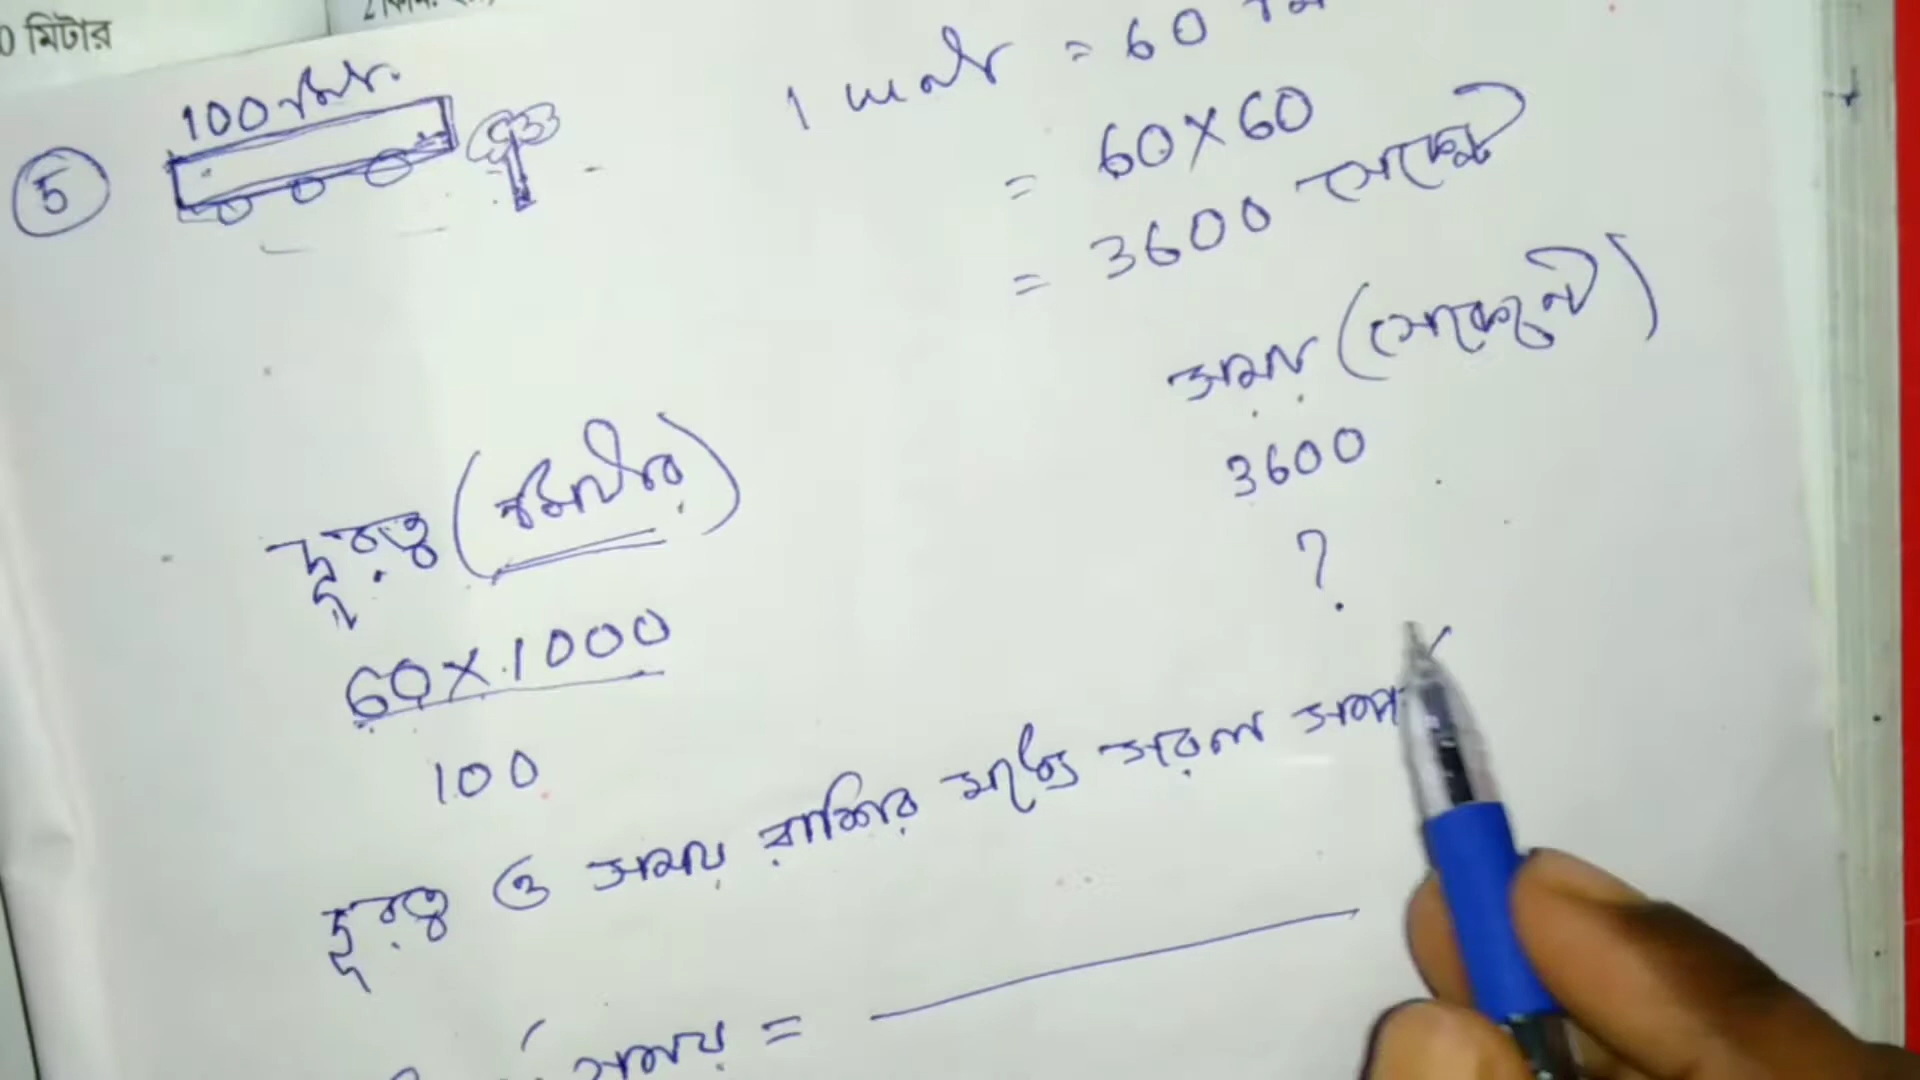 0 মিটার
⑤ 100 মি.
1 ঘন্টা = 60 মি
= 60 × 60
= 3600 সেকেন্ড
দূরত্ব (মিটার) সময় (সেকেন্ডে)
60 × 1000 3600
100 ?
দূরত্ব ও সময় রাশির মধ্যে সরল সম্প
সময় =